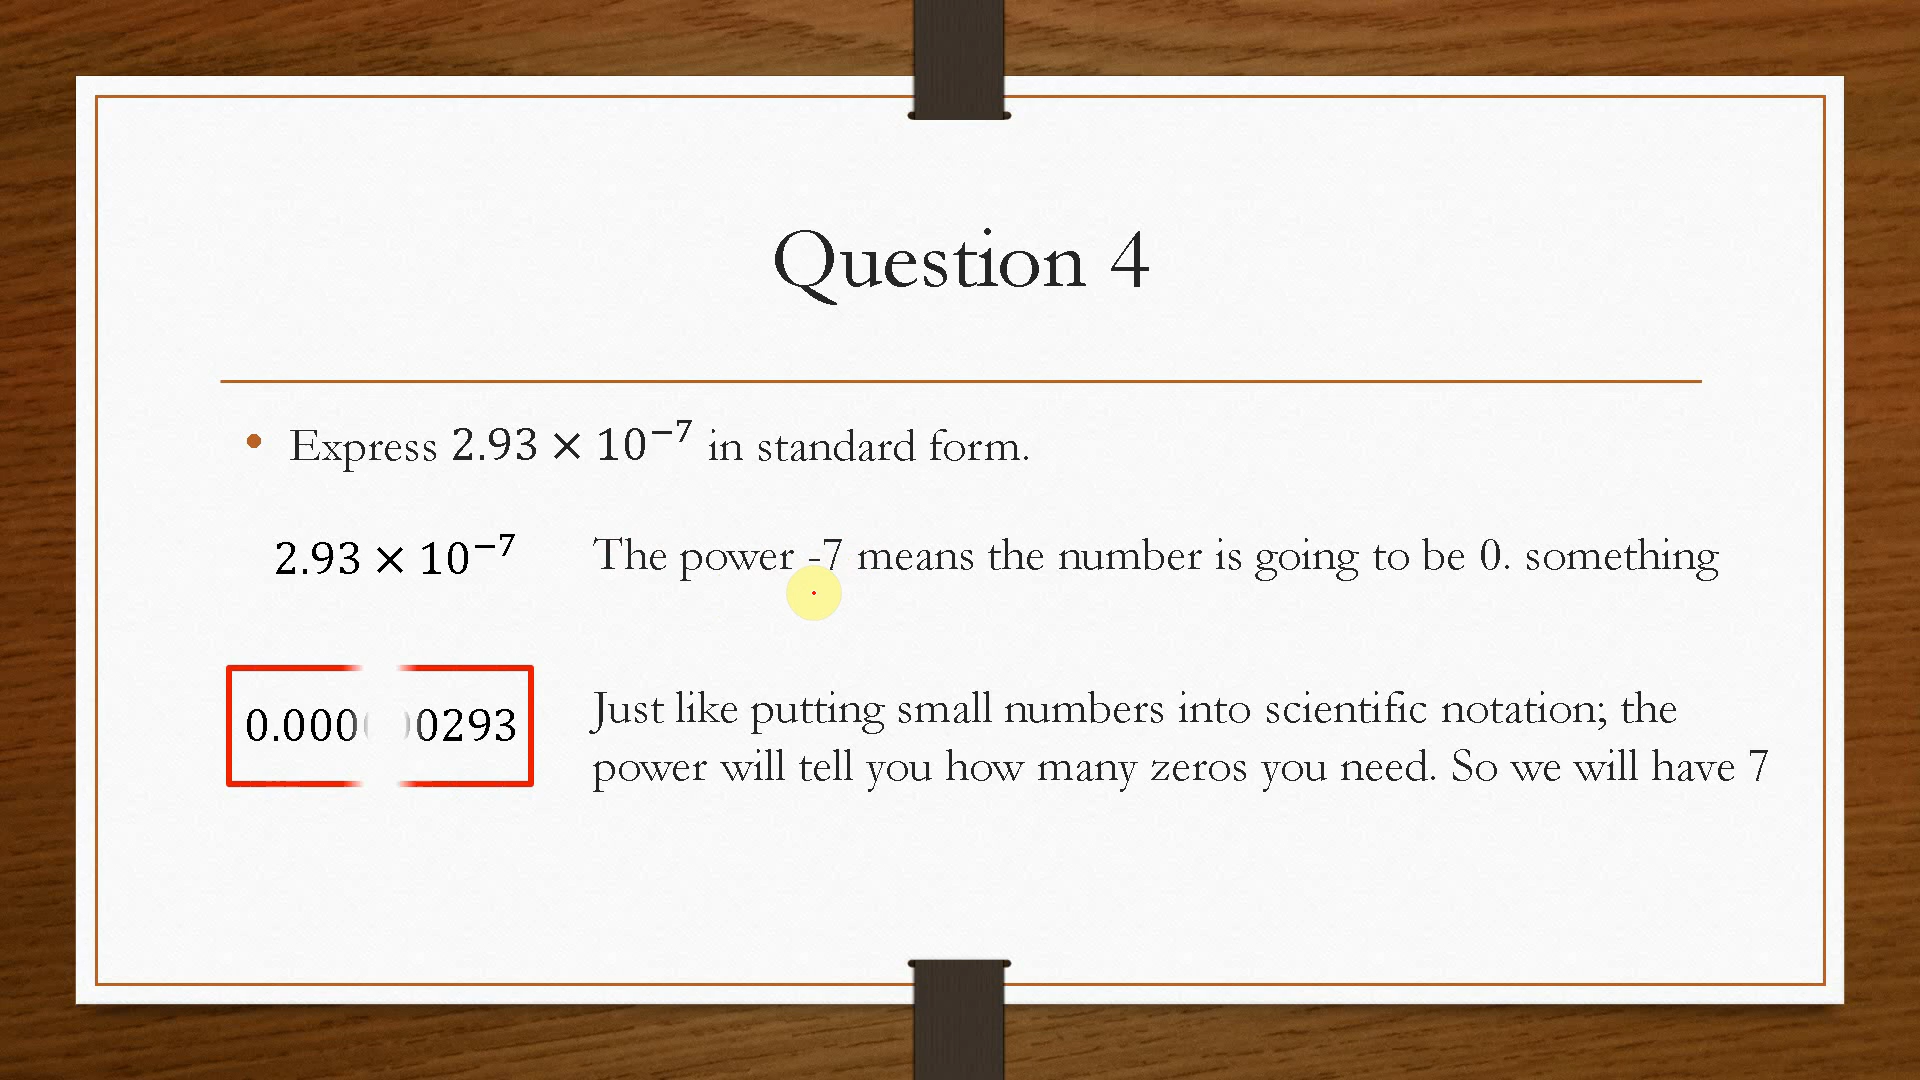 Question 4
• Express 2.93 × 10⁻⁷ in standard form.
2.93 × 10⁻⁷ The power -7 means the number is going to be 0. something
Just like putting small numbers into scientific notation; the
power will tell you how many zeros you need. So we will have 7